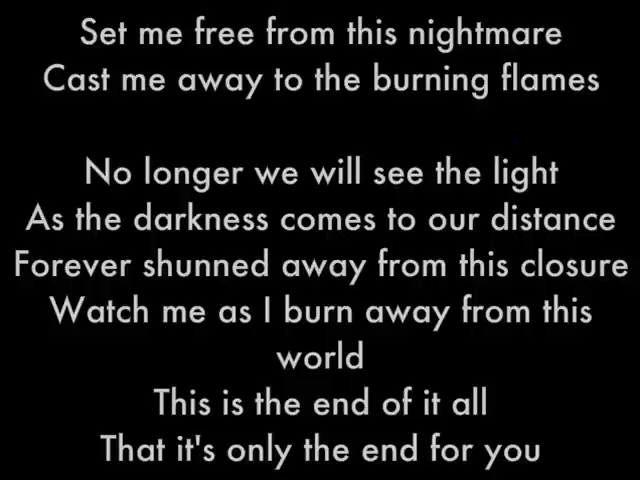 Set me free from this nightmare
Cast me away to the burning flames
No longer we will see the light
As the darkness comes to our distance
Forever shunned away from this closure
Watch me as I burn away from this
world
This is the end of it all
That it's only the end for you